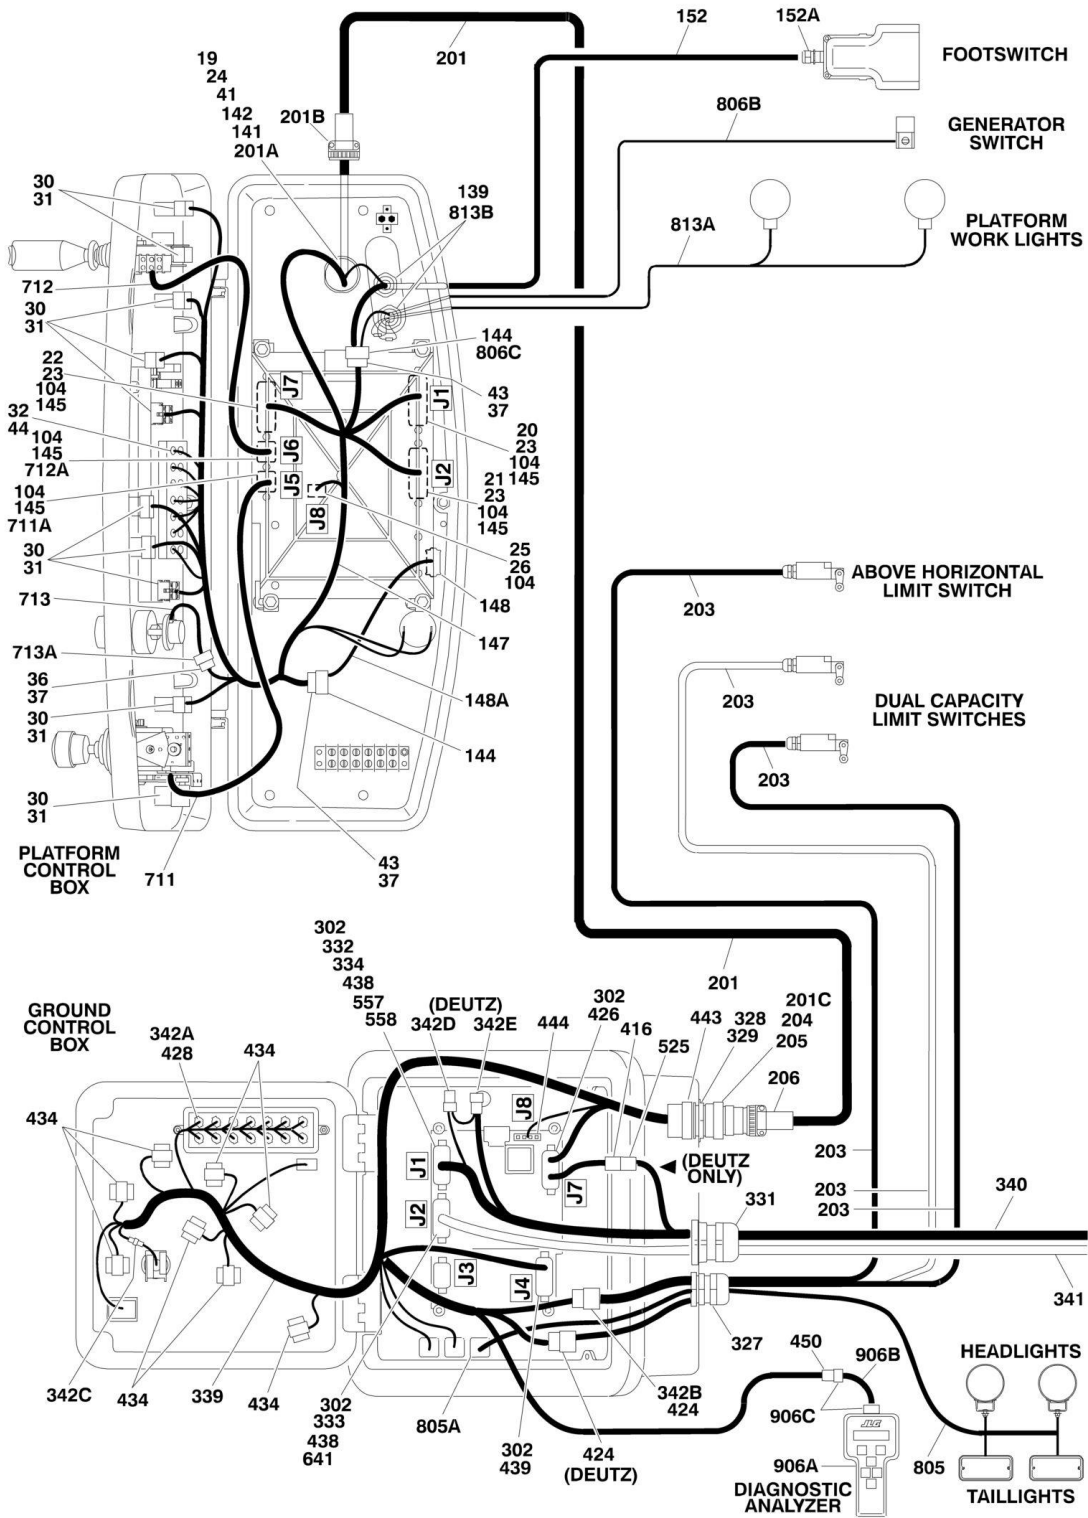 201
152
152A
FOOTSWITCH
19
24
41
142
141
201A
201B
806B
GENERATOR
SWITCH
30
31
139
813B
813A
PLATFORM
WORK LIGHTS
712
30
31
144
806C
22
23
104
145
J7
J1
43
37
32
44
104
145
712A
J6
J5
J2
20
23
104
145
21
23
104
145
104
145
711A
J8
30
31
25
26
104
713
148
147
ABOVE HORIZONTAL
LIMIT SWITCH
203
713A
36
37
30
31
148A
144
203
DUAL CAPACITY
LIMIT SWITCHES
203
30
31
PLATFORM
CONTROL
BOX
711
43
37
302
332
334
438
557
558
201
GROUND
CONTROL
BOX
(DEUTZ)
342D
342E
444
302
426
416
525
443
328
329
201C
204
205
206
342A
428
434
434
J8
J1
J7
(DEUTZ
ONLY)
203
203
203
331
340
J2
J3
J4
341
327
342C
434
339
434
302
333
438
641
805A
302
439
424
(DEUTZ)
342B
424
450
906B
906C
HEADLIGHTS
JLG
906A
DIAGNOSTIC
ANALYZER
805
TAILLIGHTS